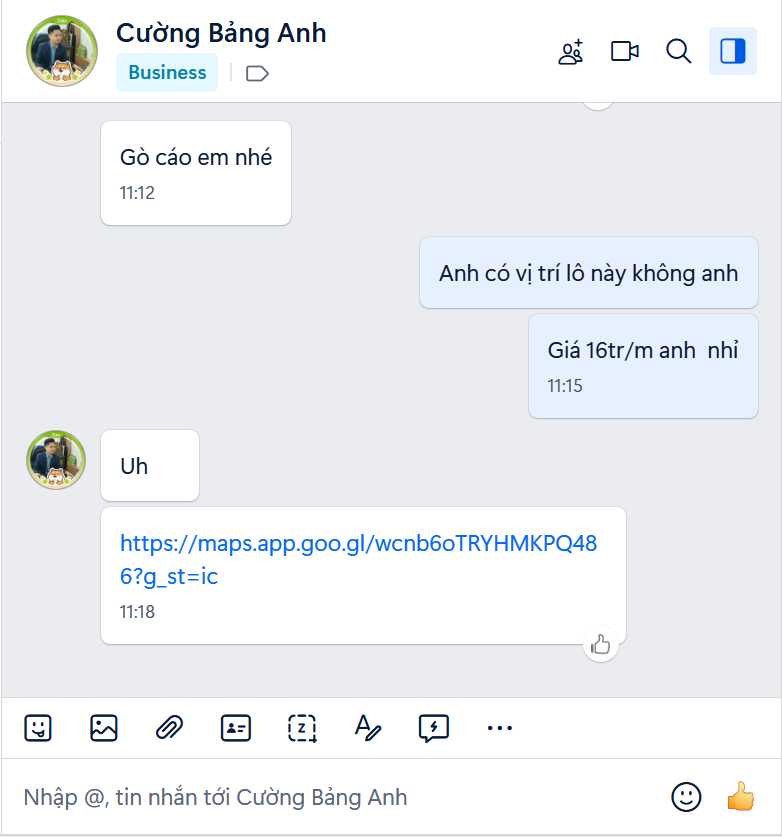 Cường Bảng Anh
Business
Gò cáo em nhé
11:12
Anh có vị trí lô này không anh
Giá 16tr/m anh  nhỉ
11:15
Uh
https://maps.app.goo.gl/wcnb6oTRYHMKPQ48
6?g_st=ic
11:18
Nhập @, tin nhắn tới Cường Bảng Anh